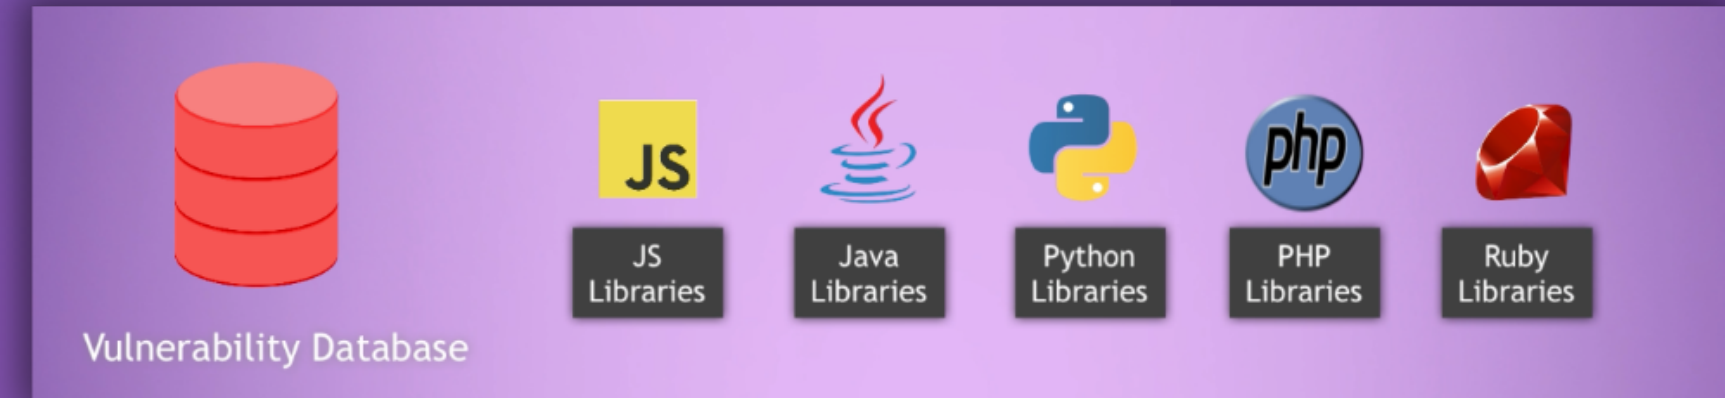 JS
php
JS
Libraries
Java
Libraries
Python
Libraries
PHP
Libraries
Ruby
Libraries
Vulnerability Database